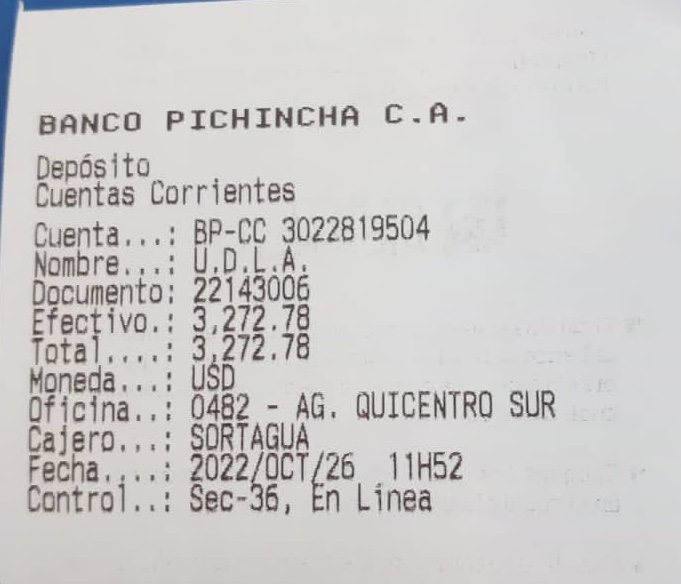 BANCO PICHINCHA C.A.
Depósito
Cuentas Corrientes
Cuenta...: BP-CC 3022819504
Nombre...: U.D.L.A.
Documento: 22143006
Efectivo.: 3,272.78
Total....: 3,272.78
Moneda...: USD
Oficina..: 0482 - AG. QUICENTRO SUR
Cajero...: SORTAGUA
Fecha....: 2022/OCT/26  11H52
Control..: Sec-36, En Línea